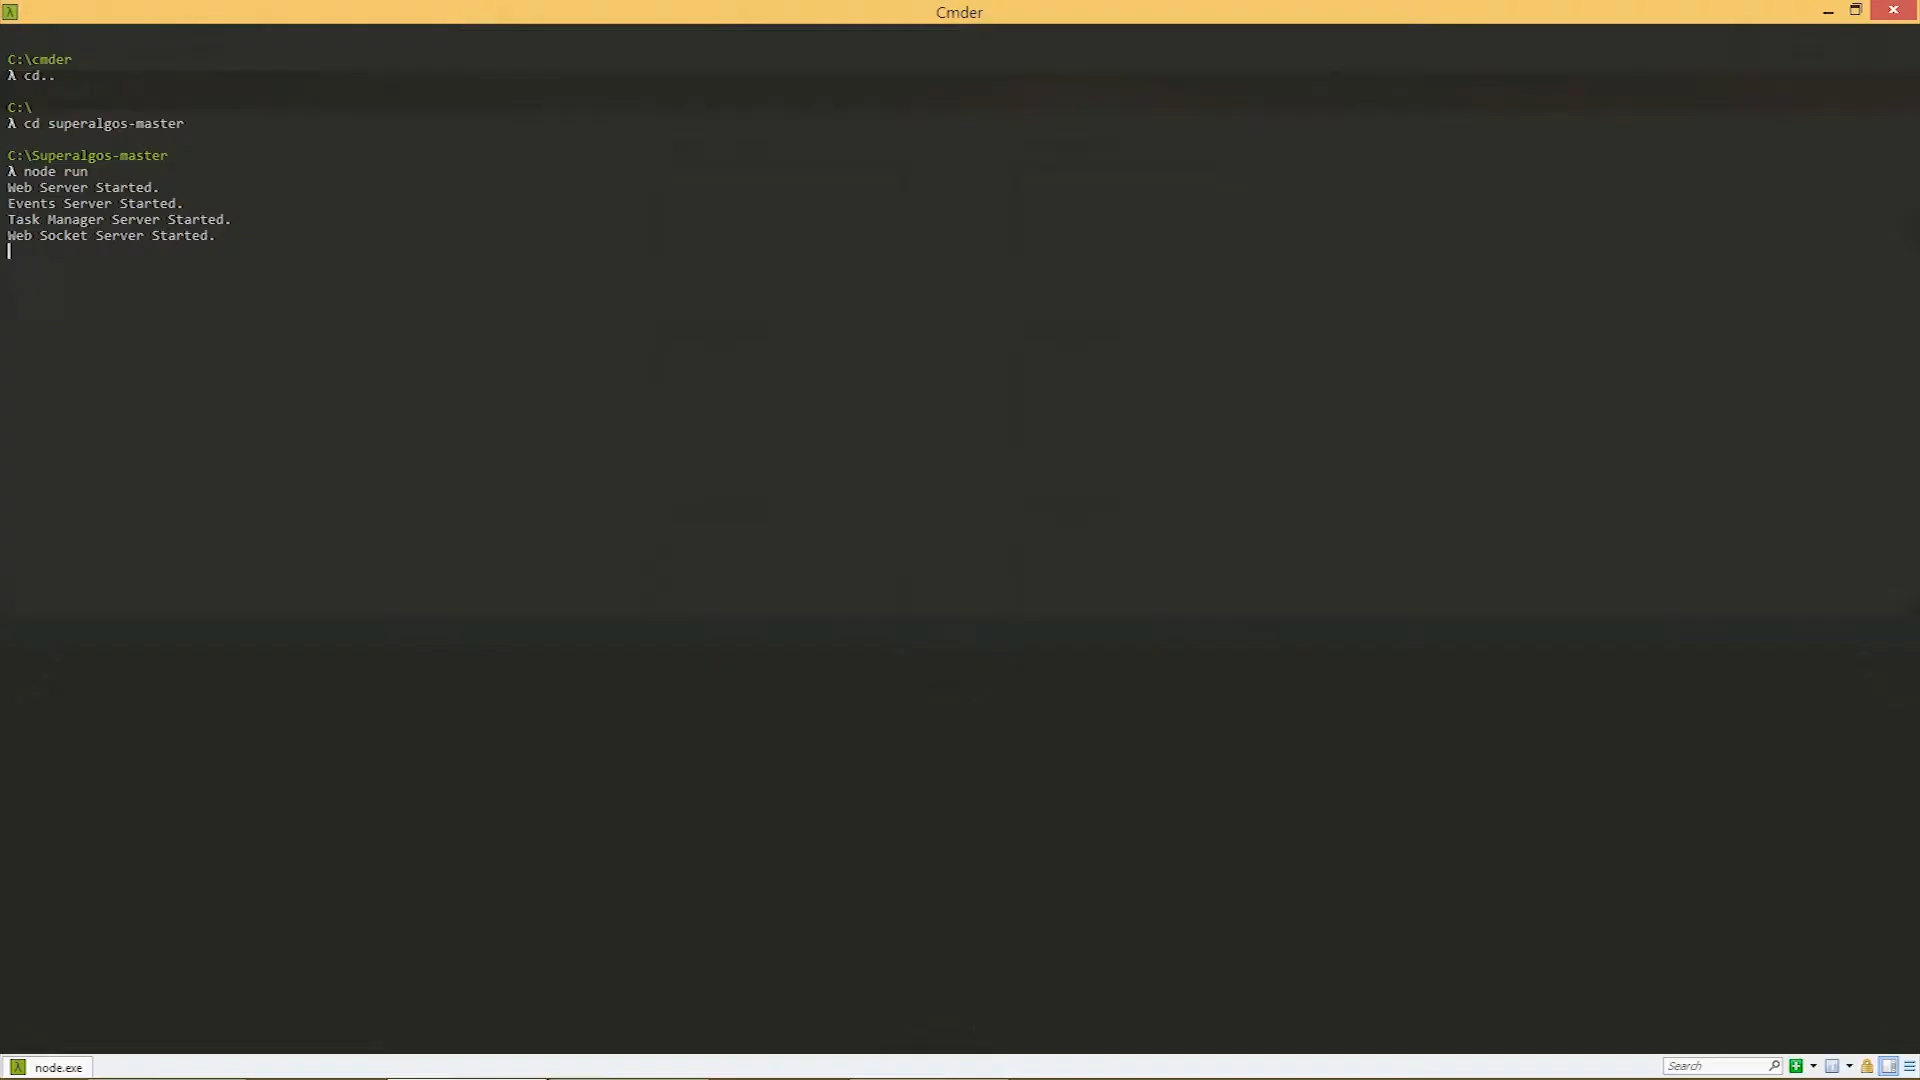 Cmder
C:\cmder
λ cd..
C:\
λ cd superalgos-master
C:\Superalgos-master
λ node run
Web Server Started.
Events Server Started.
Task Manager Server Started.
Web Socket Server Started.
node.exe
Search